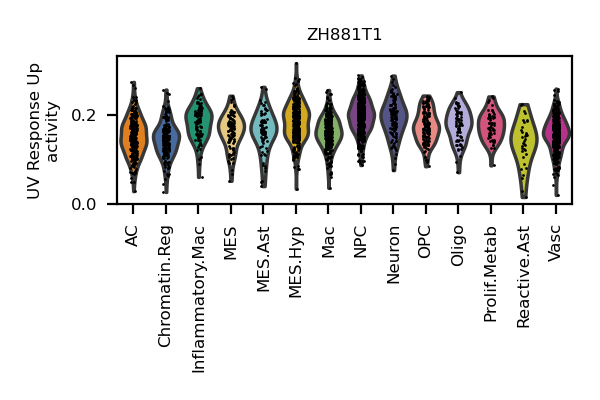 ZH881T1
UV Response Up
activity
0.2
0.0
AC
Chromatin.Reg
Inflammatory.Mac
MES
MES.Ast
MES.Hyp
Mac
NPC
Neuron
OPC
Oligo
Prolif.Metab
Reactive.Ast
Vasc